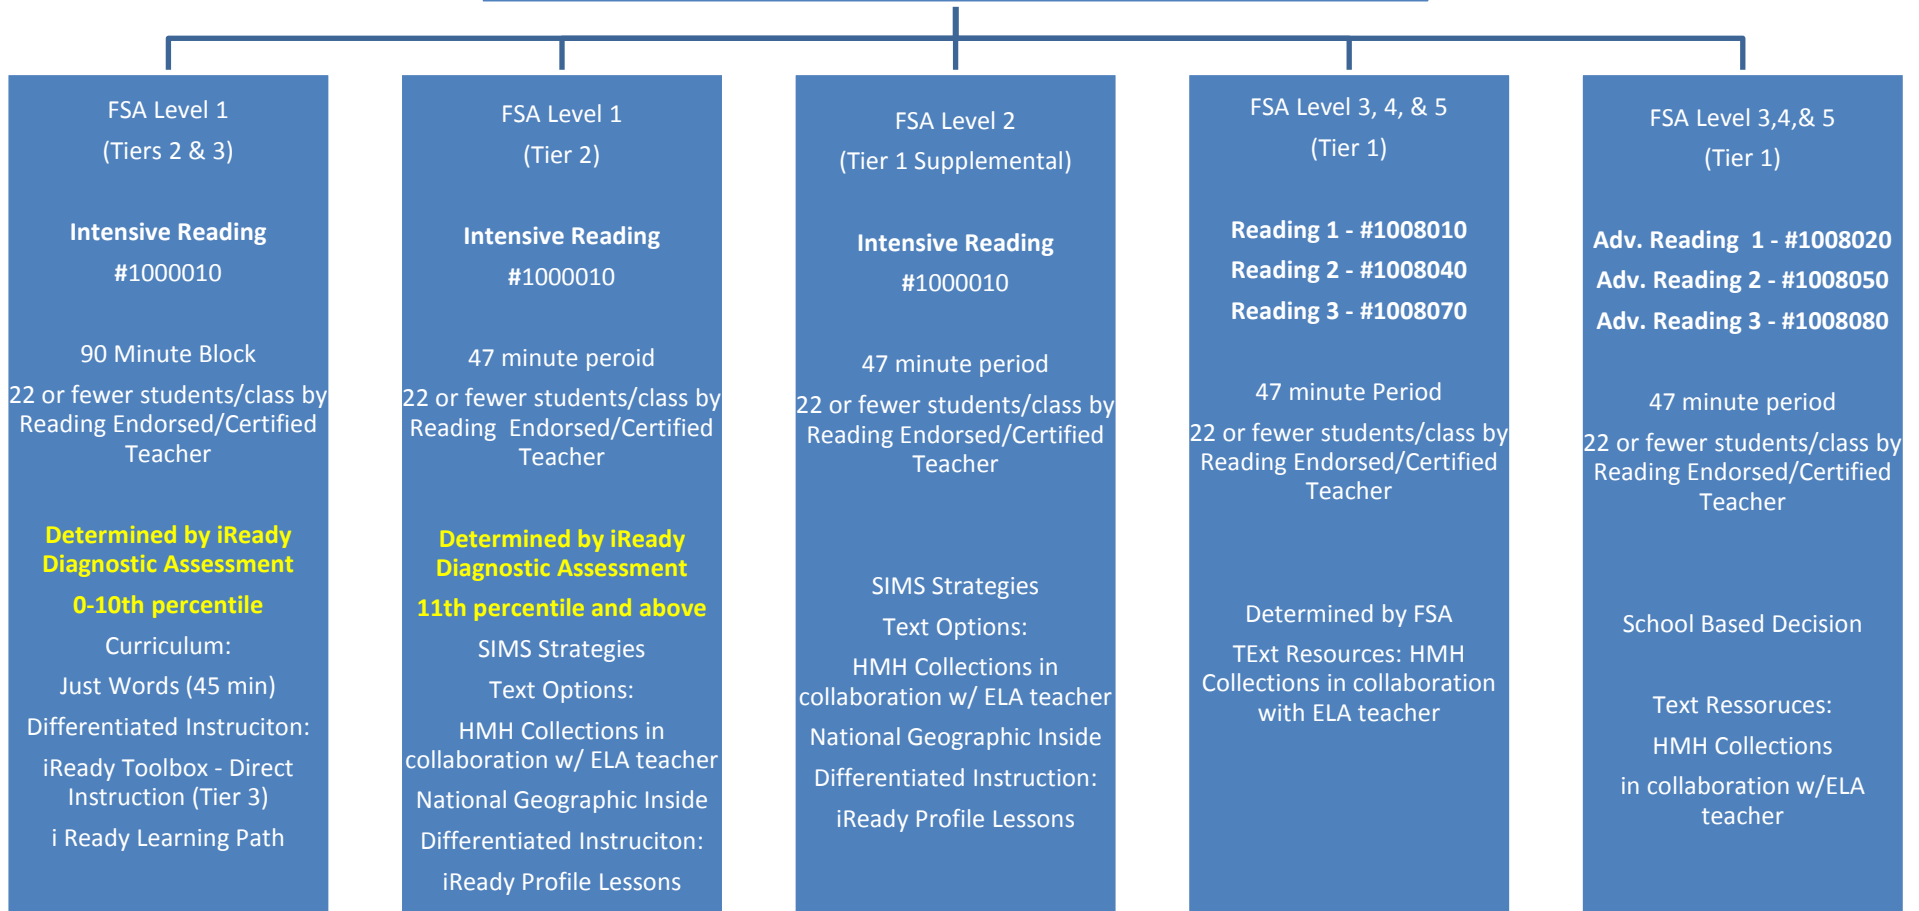 FSA Level 1
(Tiers 2 & 3)
Intensive Reading
#1000010
90 Minute Block
22 or fewer students/class by
Reading Endorsed/Certified
Teacher
Determined by iReady
Diagnostic Assessment
0-10th percentile
Curriculum:
Just Words (45 min)
Differentiated Instruciton:
iReady Toolbox - Direct
Instruction (Tier 3)
i Ready Learning Path
FSA Level 1
(Tier 2)
Intensive Reading
#1000010
47 minute peroid
22 or fewer students/class by
Reading Endorsed/Certified
Teacher
Determined by iReady
Diagnostic Assessment
11th percentile and above
SIMS Strategies
Text Options:
HMH Collections in
collaboration w/ ELA teacher
National Geographic Inside
Differentiated Instruciton:
iReady Profile Lessons
FSA Level 2
(Tier 1 Supplemental)
Intensive Reading
#1000010
47 minute period
22 or fewer students/class by
Reading Endorsed/Certified
Teacher
SIMS Strategies
Text Options:
HMH Collections in
collaboration w/ ELA teacher
National Geographic Inside
Differentiated Instruction:
iReady Profile Lessons
FSA Level 3, 4, & 5
(Tier 1)
Reading 1 - #1008010
Reading 2 - #1008040
Reading 3 - #1008070
47 minute Period
22 or fewer students/class by
Reading Endorsed/Certified
Teacher
Determined by FSA
TExt Resources: HMH
Collections in collaboration
with ELA teacher
FSA Level 3,4,& 5
(Tier 1)
Adv. Reading  1 - #1008020
Adv. Reading 2 - #1008050
Adv. Reading 3 - #1008080
47 minute period
22 or fewer students/class by
Reading Endorsed/Certified
Teacher
School Based Decision
Text Ressoruces:
HMH Collections
in collaboration w/ELA
teacher